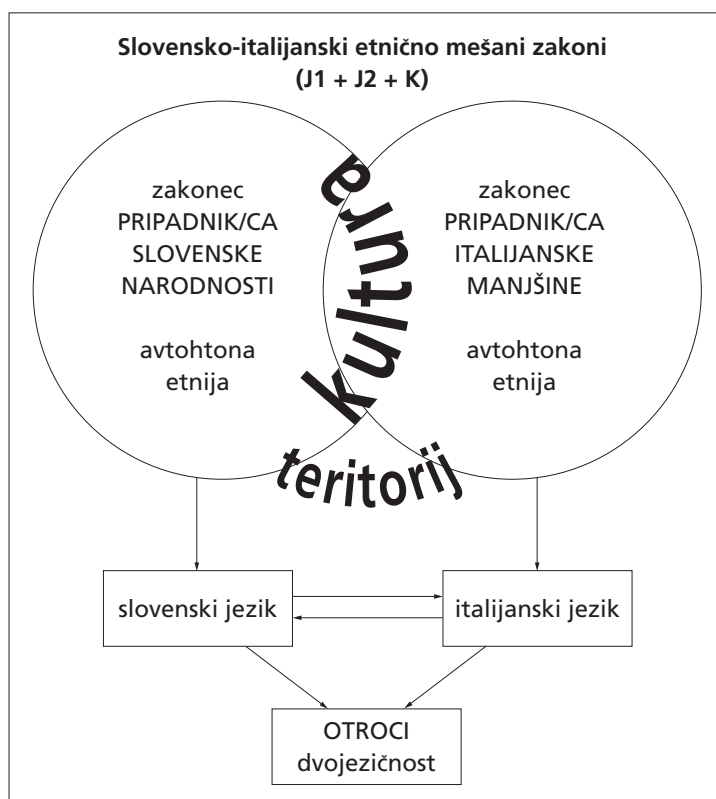 Slovensko-italijanski etnično mešani zakoni
(J1 + J2 + K)
zakonec
PRIPADNIK/CA
SLOVENSKE
NARODNOSTI
avtohtona
etnija
kultura
zakonec
PRIPADNIK/CA
ITALIJANSKE
MANJŠINE
avtohtona
etnija
teritorij
slovenski jezik
italijanski jezik
OTROCI
dvojezičnost